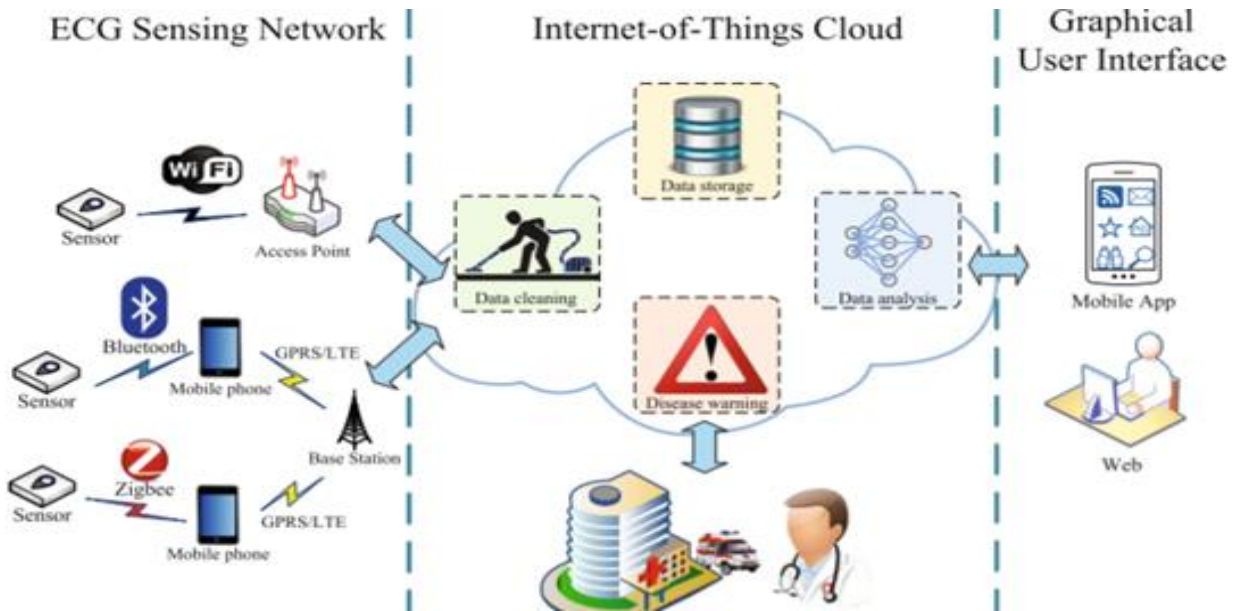 ECG Sensing Network
Internet-of-Things Cloud
Graphical
User Interface
Wi Fi
Sensor
Access Point
Bluetooth
GPRS/LTE
Sensor
Mobile phone
Base Station
Zigbee
Sensor
GPRS/LTE
Mobile phone
Data storage
Data cleaning
Data analysis
Disease warning
Mobile App
Web